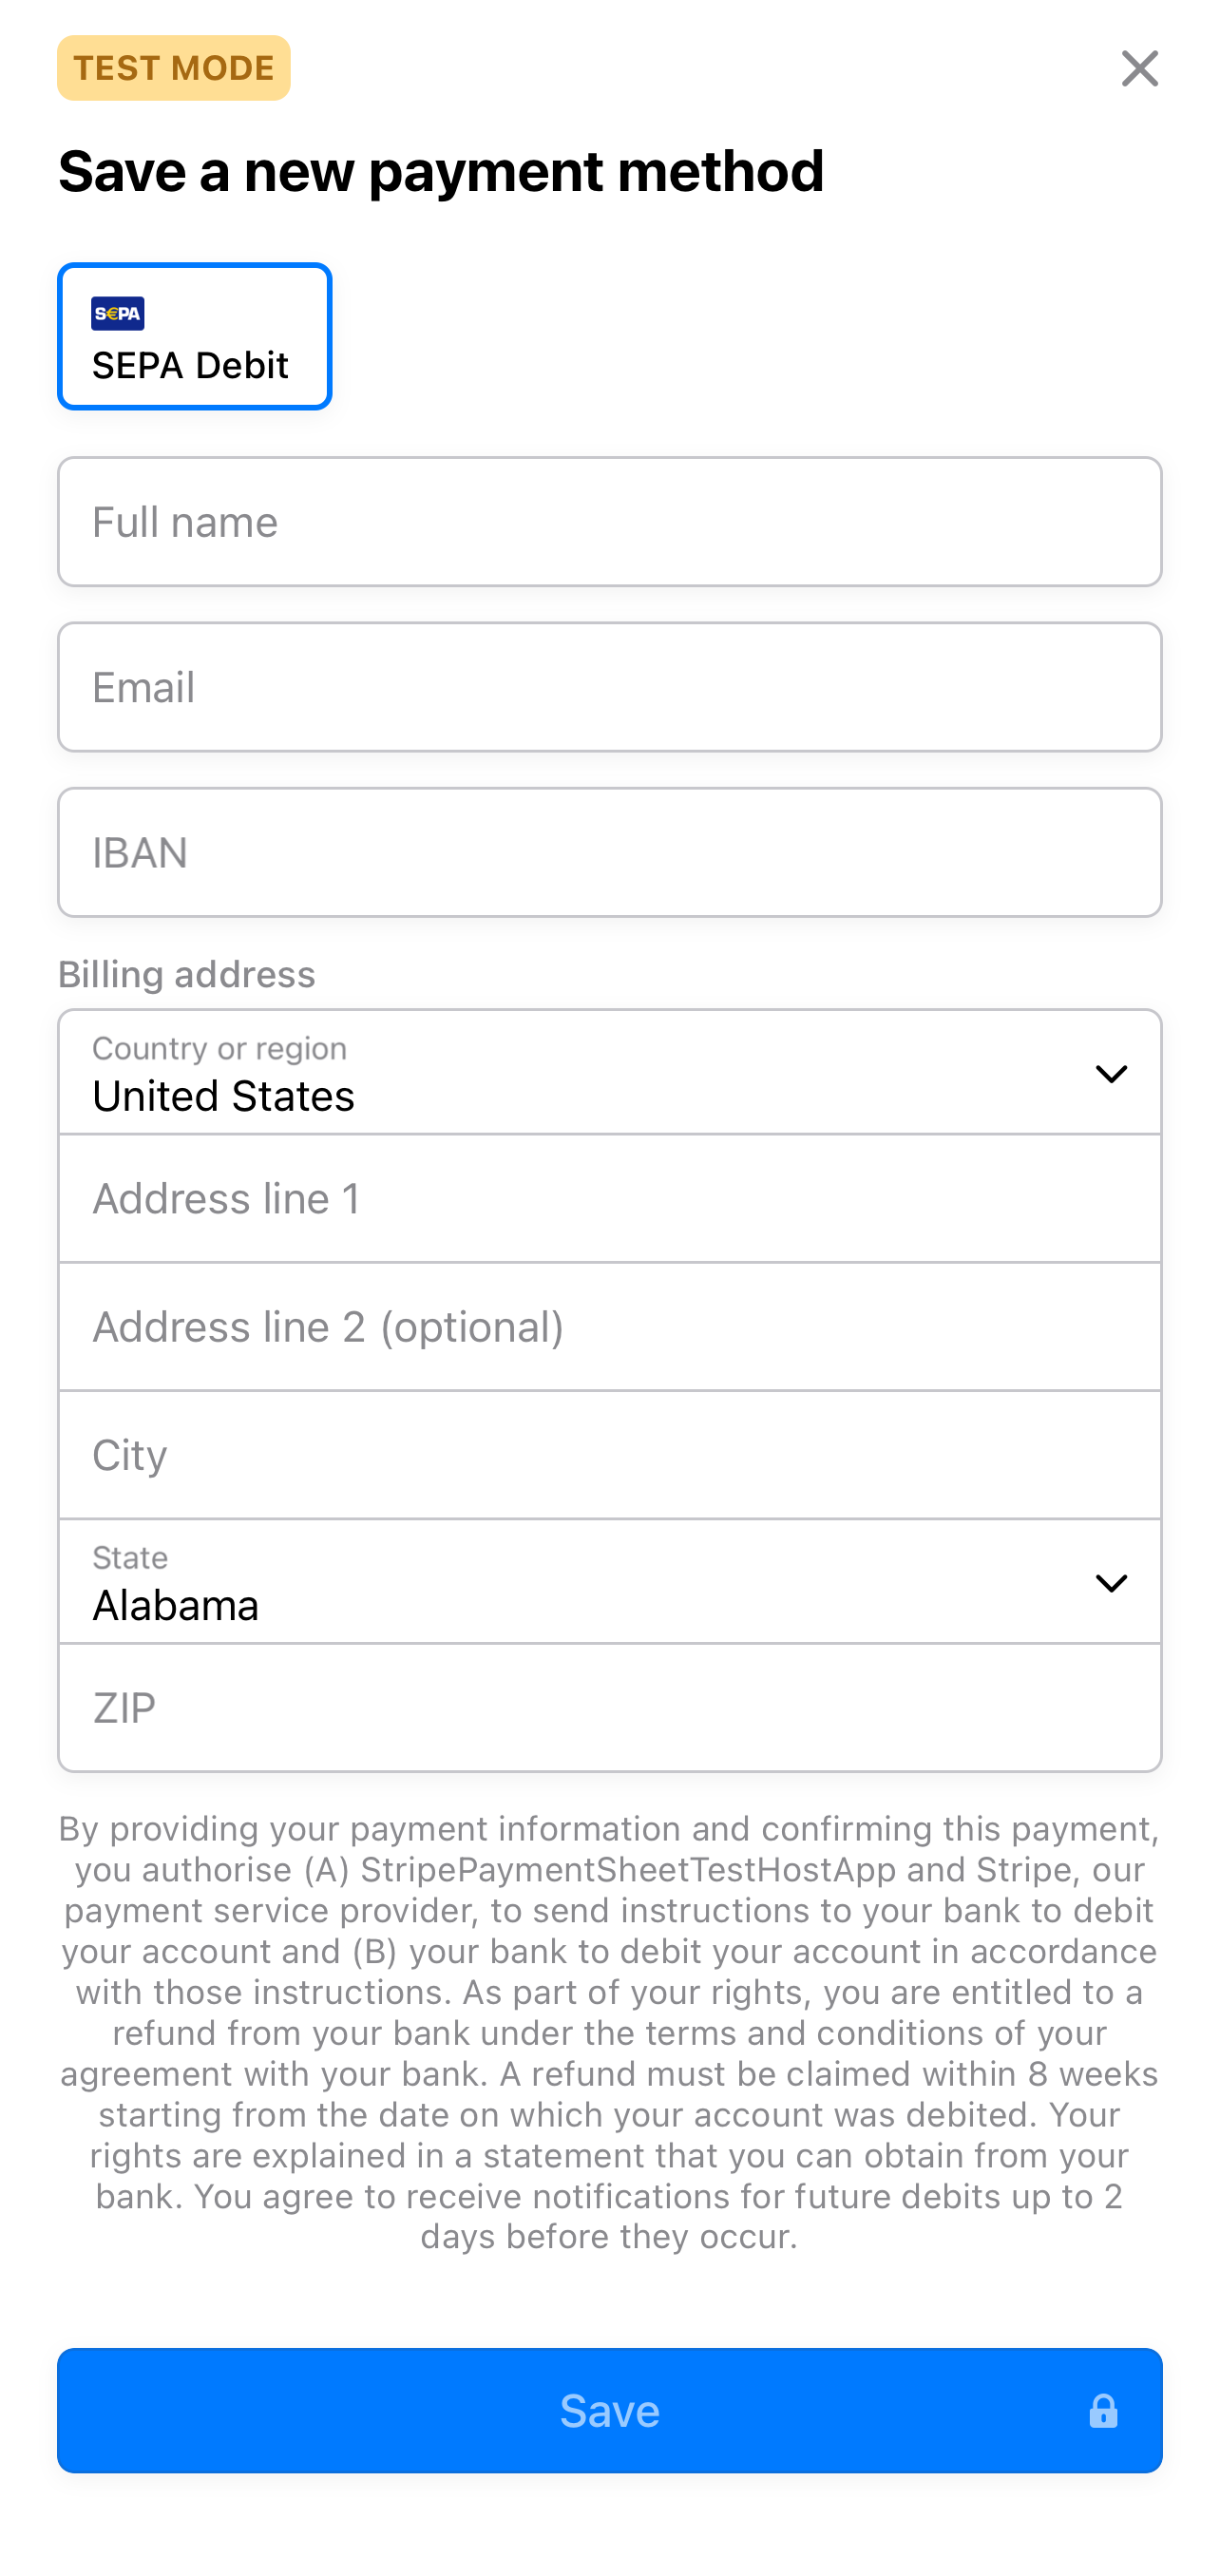 TEST MODE
Save a new payment method
S€PA
SEPA Debit
Full name
Email
IBAN
Billing address
Country or region
United States
Address line 1
Address line 2 (optional)
City
State
Alabama
ZIP
By providing your payment information and confirming this payment,
you authorise (A) StripePaymentSheetTestHostApp and Stripe, our
payment service provider, to send instructions to your bank to debit
your account and (B) your bank to debit your account in accordance
with those instructions. As part of your rights, you are entitled to a
refund from your bank under the terms and conditions of your
agreement with your bank. A refund must be claimed within 8 weeks
starting from the date on which your account was debited. Your
rights are explained in a statement that you can obtain from your
bank. You agree to receive notifications for future debits up to 2
days before they occur.
Save